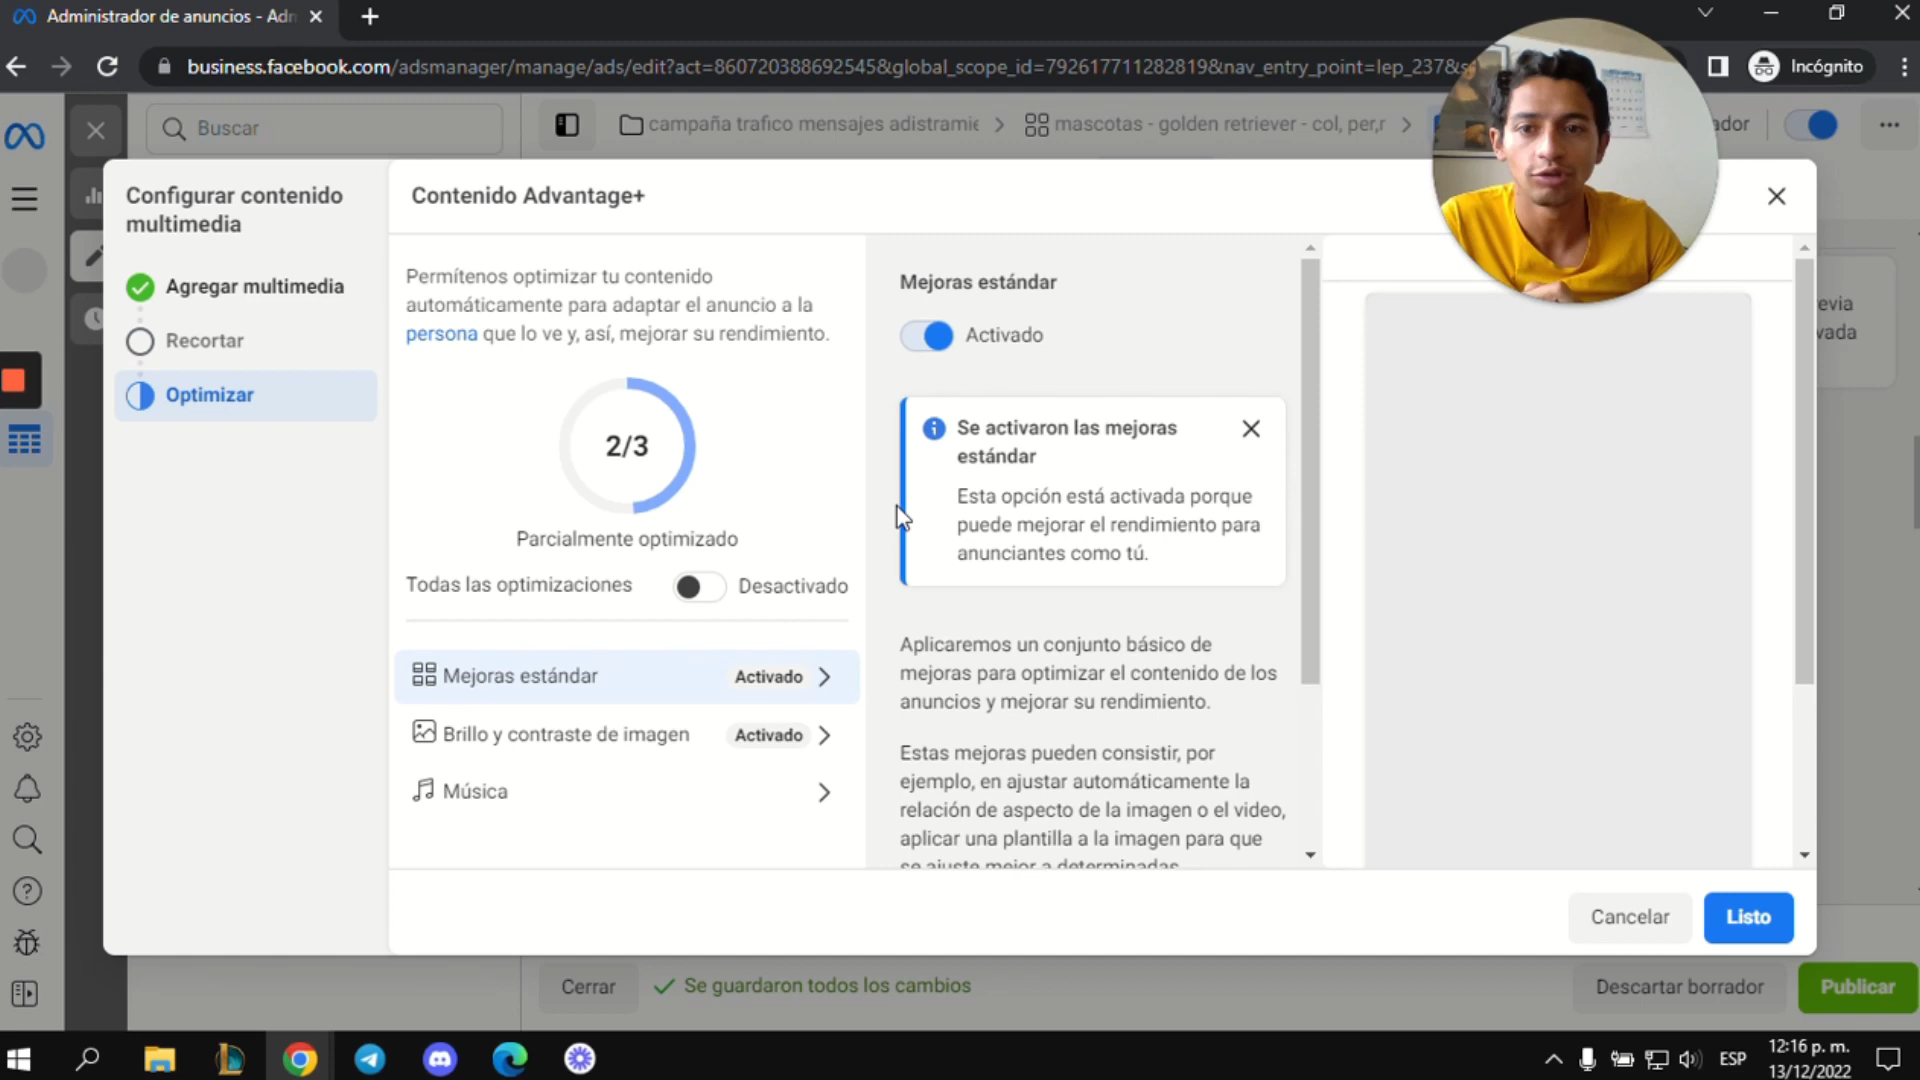 Administrador de anuncios - Adn
business.facebook.com/adsmanager/manage/ads/edit?act=860720388692545&global_scope_id=792617711282819&nav_entry_point=lep_237&s
Incógnito
Buscar
campaña trafico mensajes adistramie
mascotas - golden retriever - col, per,r
ador
Configurar contenido
multimedia
Agregar multimedia
Recortar
Optimizar
Contenido Advantage+
Permítenos optimizar tu contenido
automáticamente para adaptar el anuncio a la
persona que lo ve y, así, mejorar su rendimiento.
2/3
Parcialmente optimizado
Todas las optimizaciones
Desactivado
Mejoras estándar
Activado
Brillo y contraste de imagen
Activado
Música
Mejoras estándar
Activado
Se activaron las mejoras
estándar
Esta opción está activada porque
puede mejorar el rendimiento para
anunciantes como tú.
Aplicaremos un conjunto básico de
mejoras para optimizar el contenido de los
anuncios y mejorar su rendimiento.
Estas mejoras pueden consistir, por
ejemplo, en ajustar automáticamente la
relación de aspecto de la imagen o el video,
aplicar una plantilla a la imagen para que
se ajuste mejor a determinadas
evia
vada
Cancelar
Listo
Cerrar
Se guardaron todos los cambios
Descartar borrador
Publicar
ESP
12:16 p. m.
13/12/2022